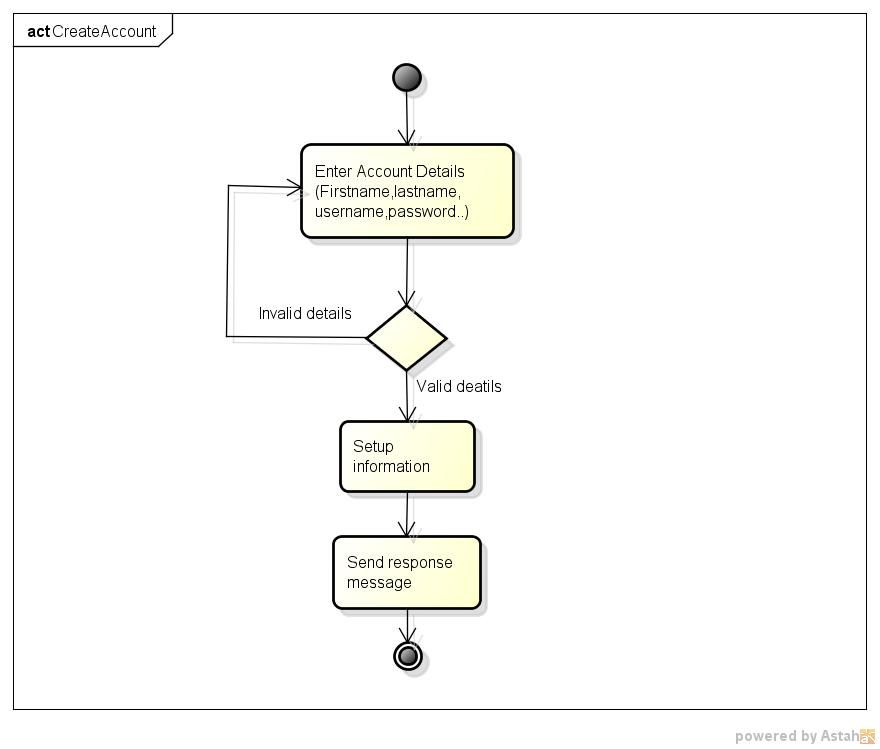 act CreateAccount
Enter Account Details
(Firstname,lastname,
username,password..)
Invalid details
Valid deatils
Setup
information
Send response
message
powered by Astah